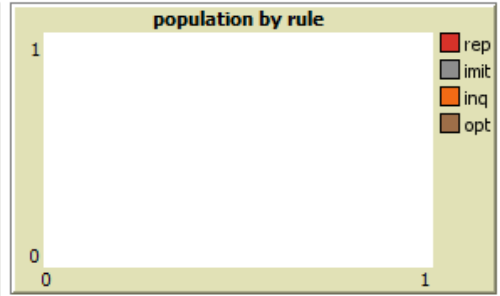 population by rule
1
rep
imit
inq
opt
0
0 1